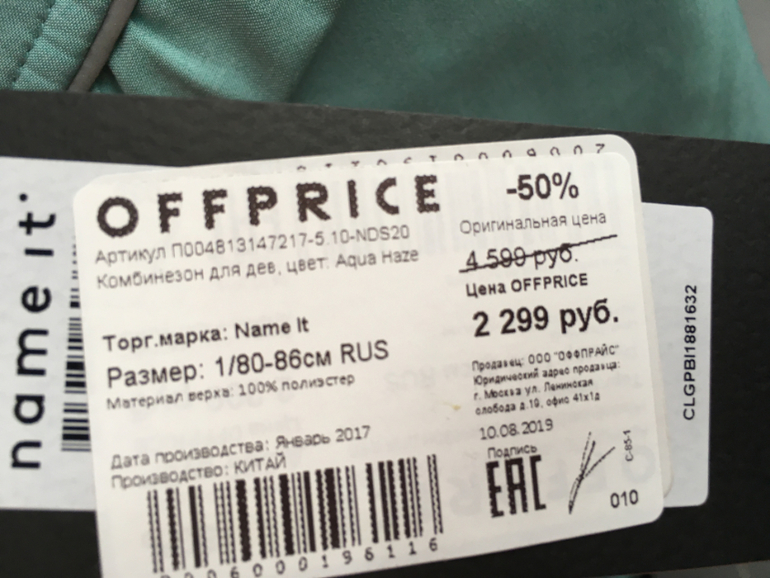 name it
OFFPRICE
Артикул П004813147217-5.10-NDS20
Комбинезон для дев, цвет: Aqua Haze
Торг.марка: Name It
Размер: 1/80-86см RUS
Материал верха: 100% полиэстер
Дата производства: Январь 2017
Производство: КИТАЙ
-50%
Оригинальная цена
4 599 руб.
Цена OFFPRICE
2 299 руб.
Продавец: ООО "ОФФПРАЙС"
Юридический адрес продавца:
г. Москва ул. Ленинская
слобода д.19, офис 41х1д
10.08.2019
Подпись
EAC
C-85-1
010
CLGPBI1881632